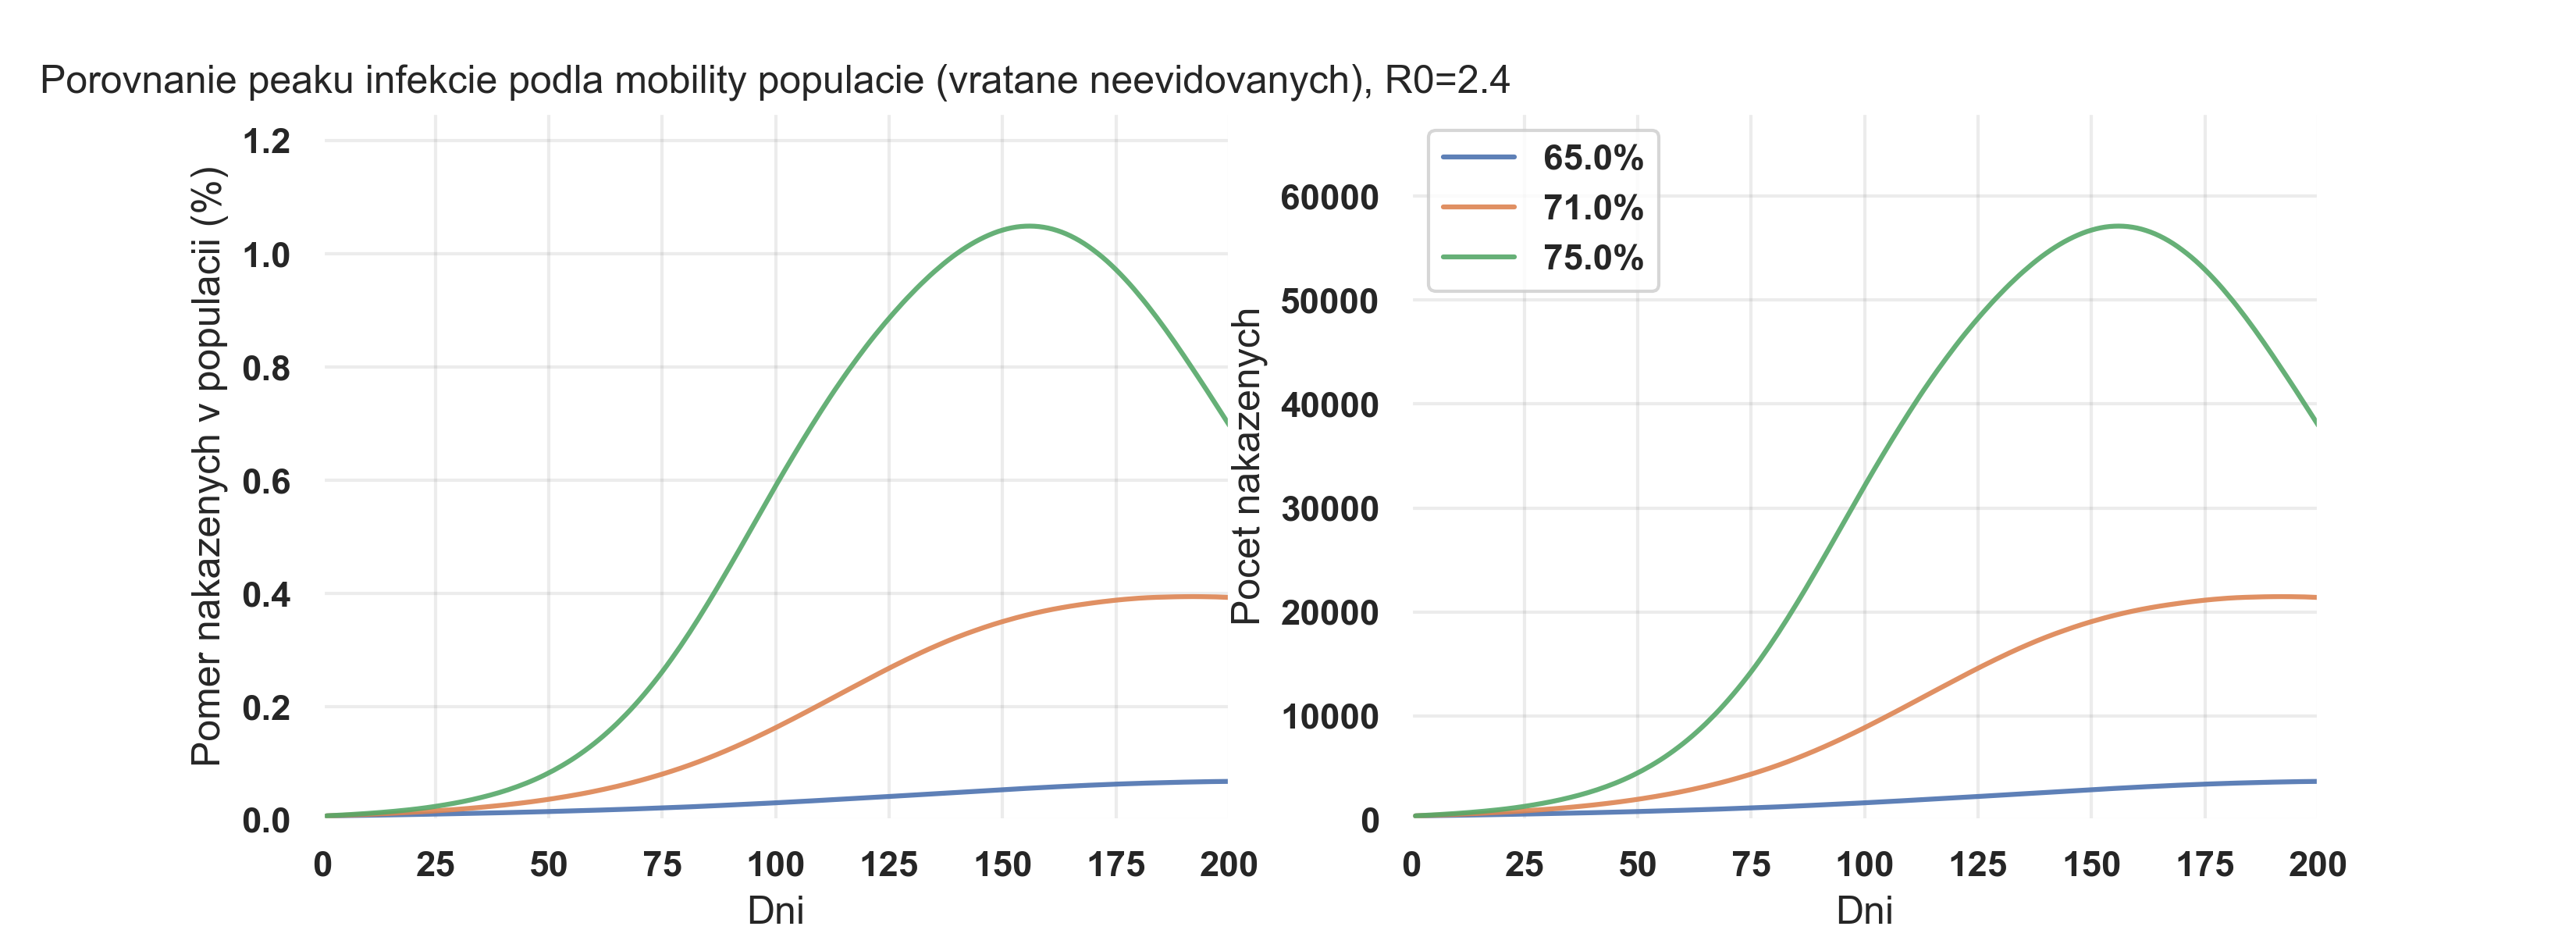 Porovnanie peaku infekcie podla mobility populacie (vratane neevidovanych), R0=2.4
Pomer nakazenych v populacii (%)
1.2
1.0
0.8
0.6
0.4
0.2
0.0
0 25 50 75 100 125 150 175 200
Dni
Pocet nakazenych
60000
50000
40000
30000
20000
10000
0
65.0%
71.0%
75.0%
0 25 50 75 100 125 150 175 200
Dni